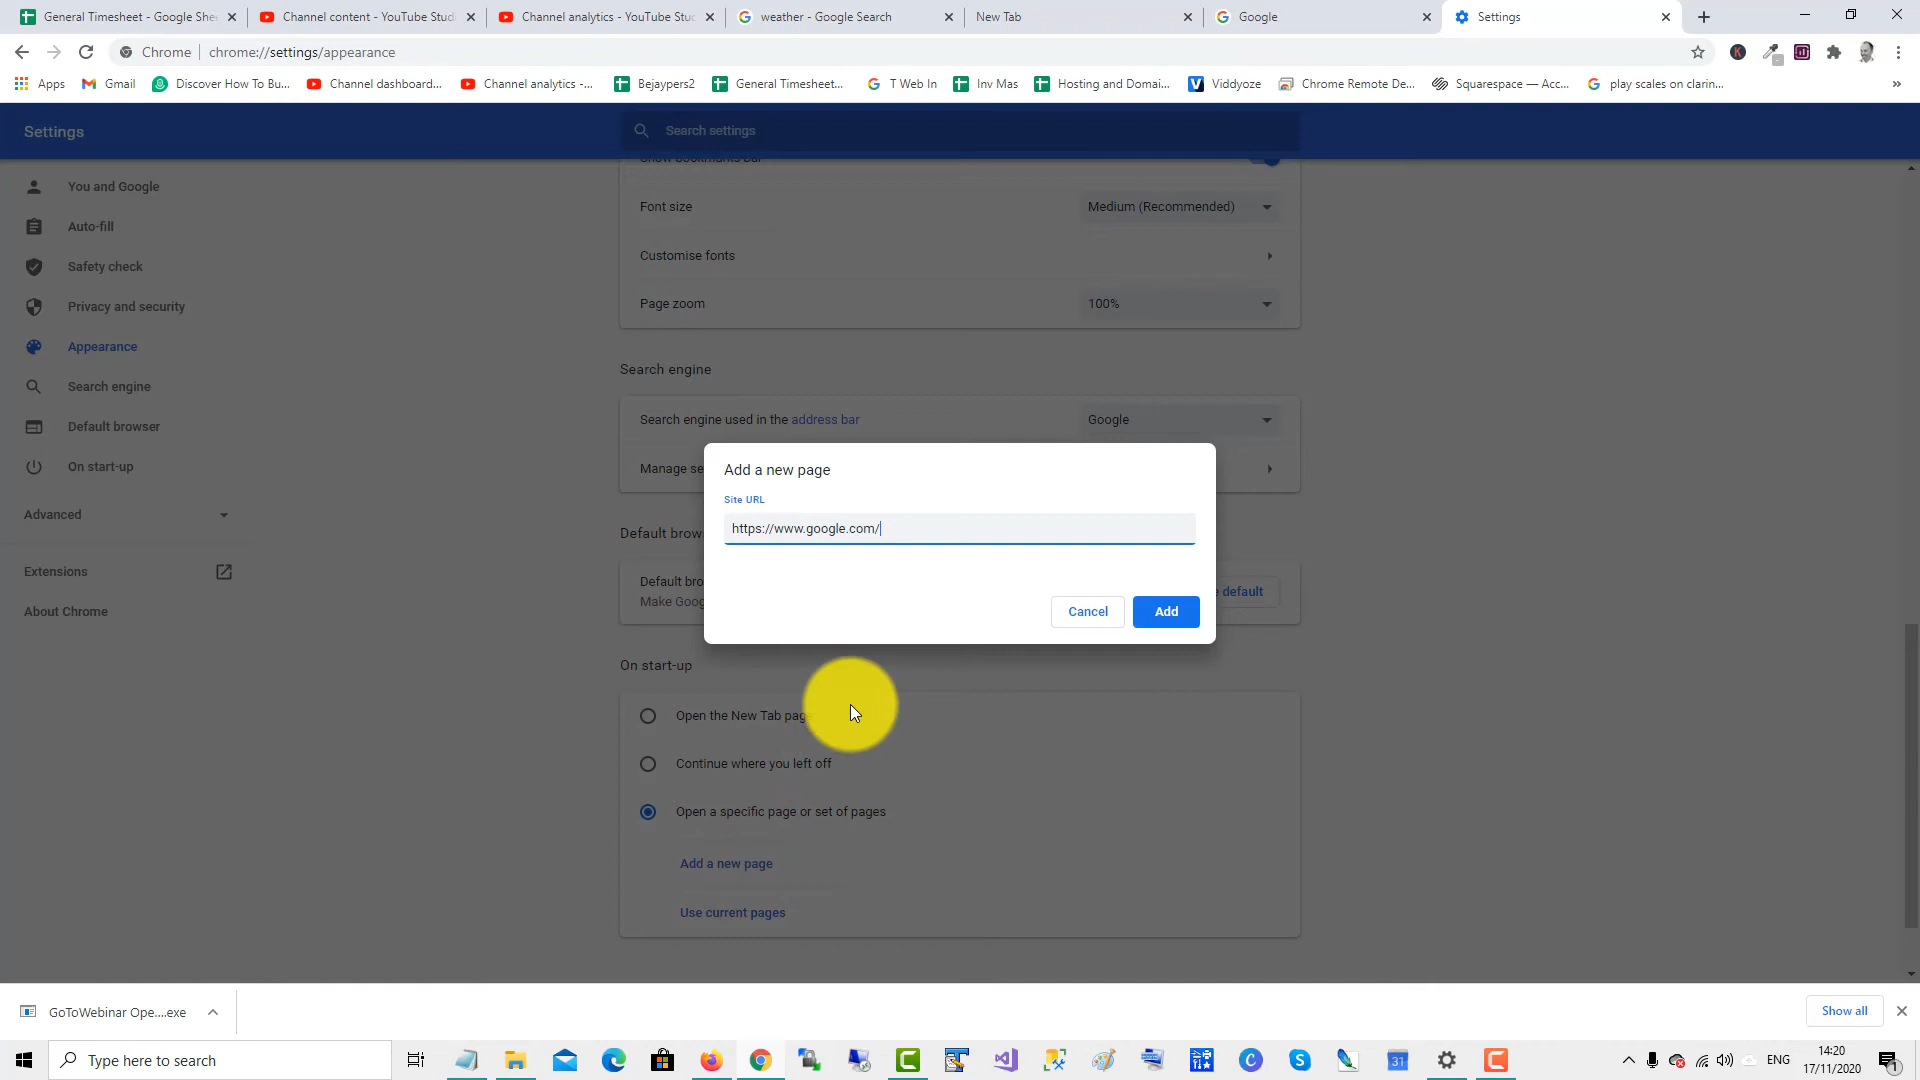 General Timesheet - Google She
Channel content - YouTube Studi
Channel analytics - YouTube Stud
weather - Google Search
New Tab
Google
Settings
Chrome
chrome://settings/appearance
Apps
Gmail
Discover How To Bu...
Channel dashboard...
Channel analytics -...
Bejaypers2
General Timesheet...
T Web In
Inv Mas
Hosting and Domai...
Viddyoze
Chrome Remote De...
Squarespace — Acc...
play scales on clarin...
»
Settings
Search settings
Show bookmarks bar
You and Google
Auto-fill
Safety check
Privacy and security
Appearance
Search engine
Default browser
On start-up
Advanced
Extensions
About Chrome
Font size
Medium (Recommended)
Customise fonts
Page zoom
100%
Search engine
Search engine used in the address bar
Google
Manage se
Add a new page
Site URL
https://www.google.com/
Cancel
Add
Default brow
Default bro
Make Goog
default
On start-up
Open the New Tab page
Continue where you left off
Open a specific page or set of pages
Add a new page
Use current pages
GoToWebinar Ope....exe
Show all
Type here to search
31
ENG
14:20
17/11/2020
1